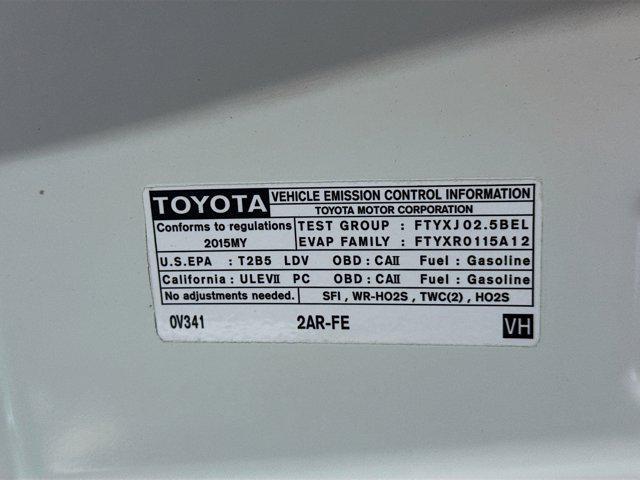 TOYOTA VEHICLE EMISSION CONTROL INFORMATION
TOYOTA MOTOR CORPORATION
Conforms to regulations TEST GROUP : FTYXJ02.5BEL
2015MY EVAP FAMILY : FTYXR0115A12
U.S.EPA : T2B5 LDV OBD : CAII Fuel : Gasoline
California : ULEVII PC OBD : CAII Fuel : Gasoline
No adjustments needed. SFI , WR-HO2S , TWC(2) , HO2S
0V341 2AR-FE VH